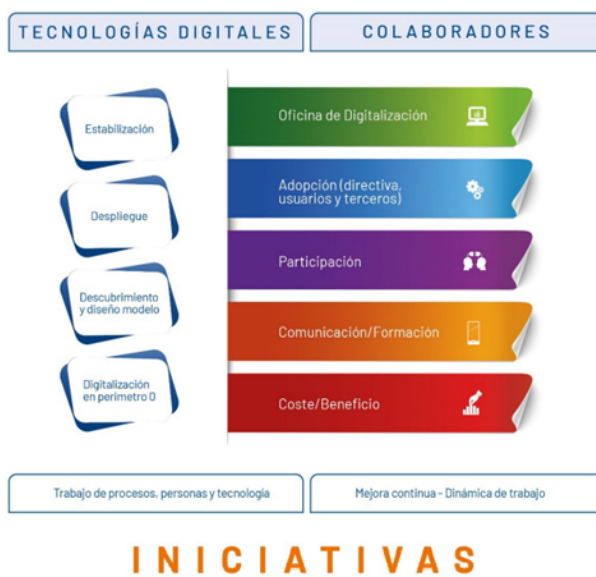 TECNOLOGÍAS DIGITALES
COLABORADORES
Estabilización
Despliegue
Descubrimiento
y diseño modelo
Digitalización
en perimetro 0
Oficina de Digitalización
Adopción (directiva,
usuarios y terceros)
Participación
Comunicación/Formación
Coste/Beneficio
Trabajo de procesos, personas y tecnología
Mejora continua - Dinámica de trabajo
INICIATIVAS